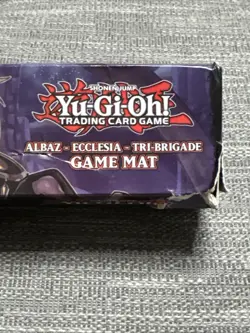 SHONEN JUMP
Yu-Gi-Oh!
TRADING CARD GAME
ALBAZ - ECCLESIA - TRI-BRIGADE
GAME MAT